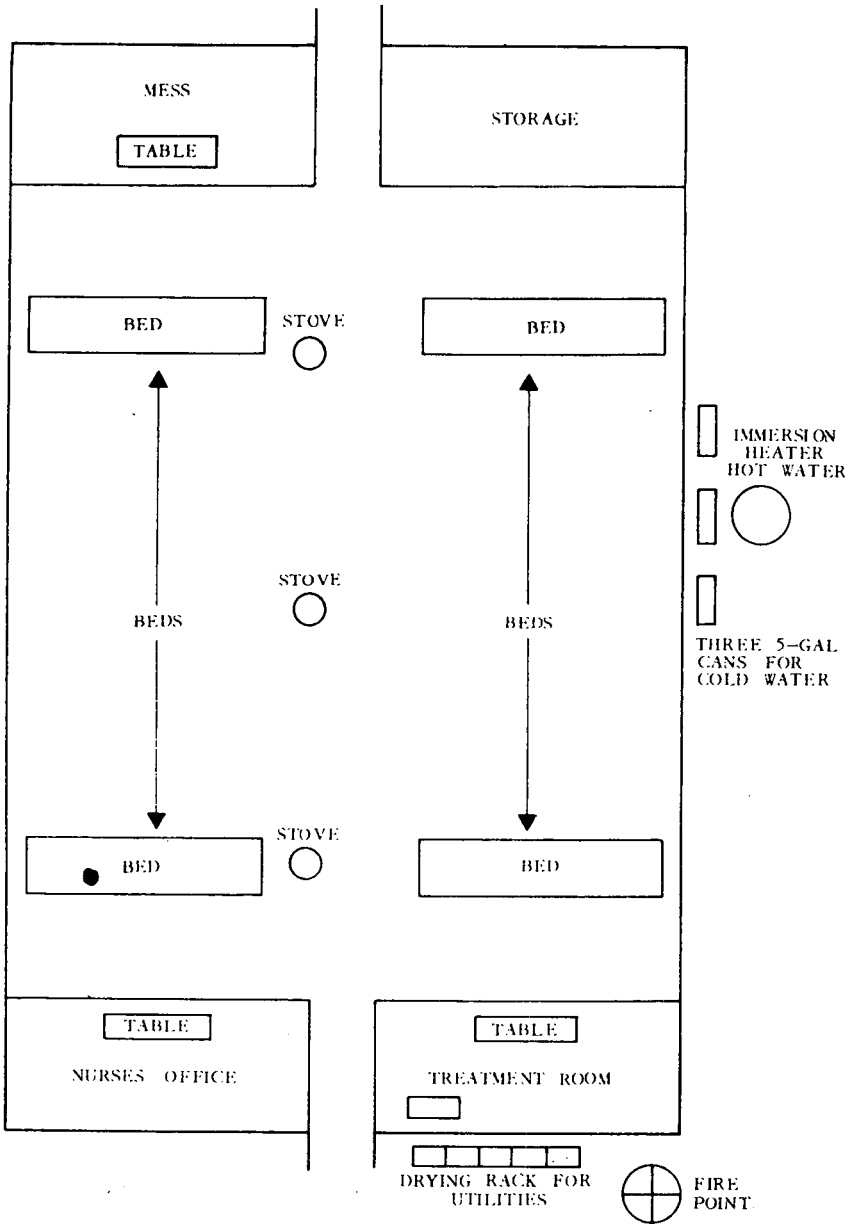 MESS
TABLE
STORAGE
BED
STOVE
BED
IMMERSION
HEATER
HOT WATER
STOVE
BEDS
BEDS
THREE 5-GAL
CANS FOR
COLD WATER
STOVE
BED
BED
TABLE
TABLE
NURSES OFFICE
TREATMENT ROOM
DRYING RACK FOR
UTILITIES
FIRE
POINT